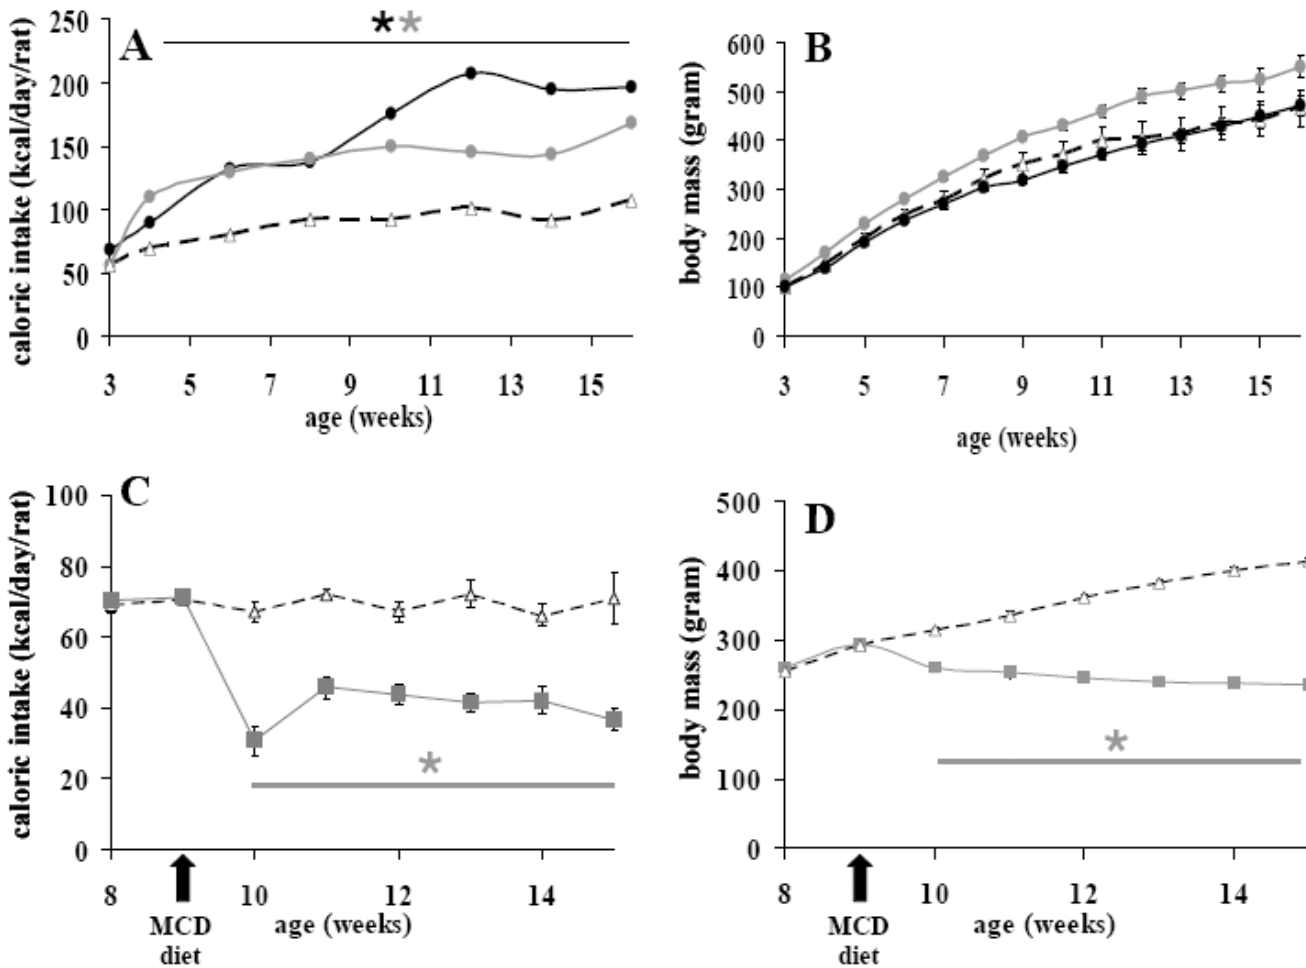 A
**
caloric intake (kcal/day/rat)
250
200
150
100
50
0
3 5 7 9 11 13 15
age (weeks)
B
body mass (gram)
600
500
400
300
200
100
0
3 5 7 9 11 13 15
age (weeks)
C
caloric intake (kcal/day/rat)
100
80
60
40
20
0
*
8 10 12 14
MCD
diet
age (weeks)
D
body mass (gram)
500
400
300
200
100
0
*
8 10 12 14
MCD
diet
age (weeks)